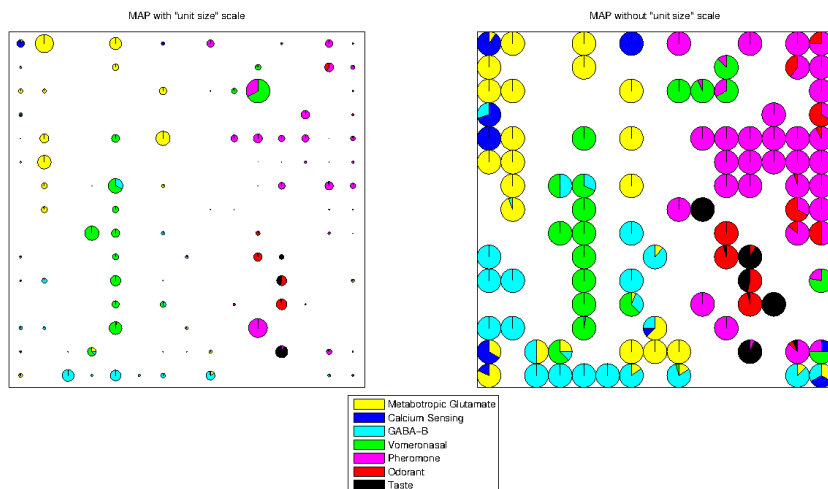 MAP with "unit size" scale
MAP without "unit size" scale
Metabotropic Glutamate
Calcium Sensing
GABA-B
Vomeronasal
Pheromone
Odorant
Taste